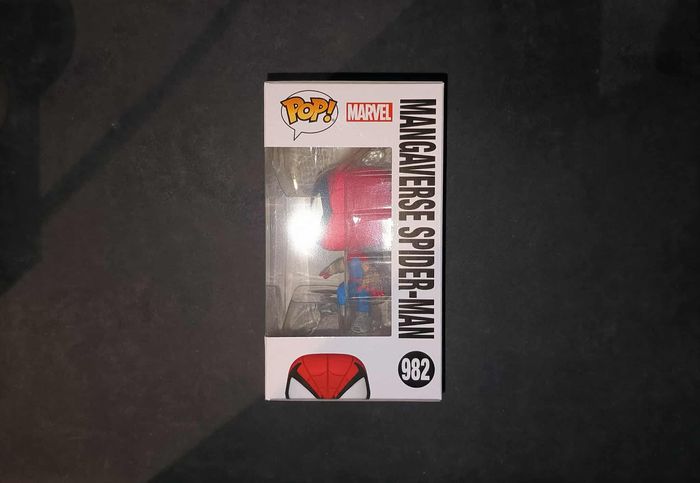 POP!
MARVEL
MANGAVERSE SPIDER-MAN
982